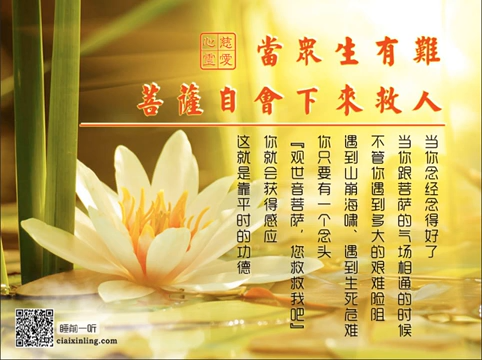 慈愛心靈
當眾生有難
菩薩自會下來救人
当你念经念得好了
当你跟菩萨的气场相通的时候
不管你遇到多大的艰难险阻
遇到山崩海啸、遇到生死危难
你只要有一个念头
『观世音菩萨，您救救我吧』
你就会获得感应
这就是靠平时的功德
睡前一听
ciaixinling.com